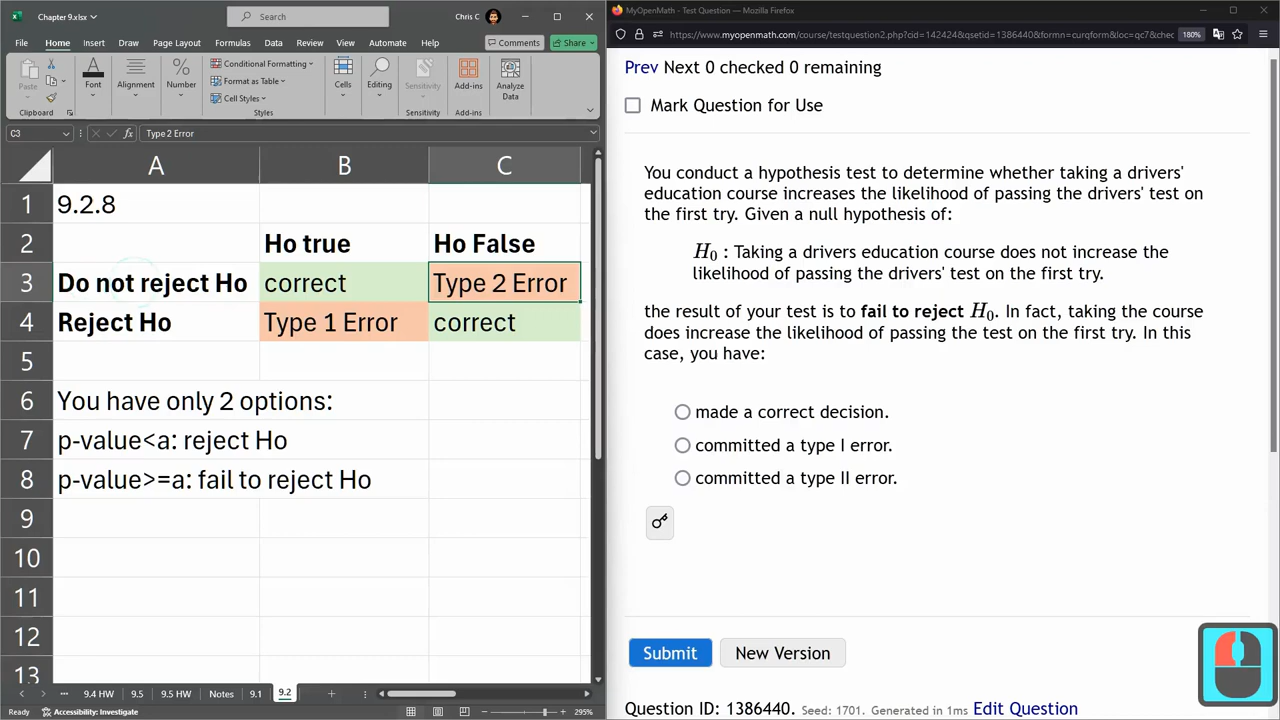 Chapter 9.xlsx
Search
Chris C
File Home Insert Draw Page Layout Formulas Data Review View Automate Help Comments Share
Paste
Clipboard
Font
Alignment
Number
Conditional Formatting
Format as Table
Cell Styles
Styles
Cells
Editing
Sensitivity
Sensitivity
Add-ins
Add-ins
Analyze
Data
C3 fx Type 2 Error
A B C
1 9.2.8
2 Ho true Ho False
3 Do not reject Ho correct Type 2 Error
4 Reject Ho Type 1 Error correct
5
6 You have only 2 options:
7 p-value<a: reject Ho
8 p-value>=a: fail to reject Ho
9
10
11
12
13
... 9.4 HW 9.5 9.5 HW Notes 9.1 9.2
Ready Accessibility: Investigate 295%
MyOpenMath - Test Question — Mozilla Firefox
https://www.myopenmath.com/course/testquestion2.php?cid=142424&qsetid=1386440&formn=curqform&loc=qc7&chec 180%
Prev Next 0 checked 0 remaining
Mark Question for Use
You conduct a hypothesis test to determine whether taking a drivers'
education course increases the likelihood of passing the drivers' test on
the first try. Given a null hypothesis of:
H₀ : Taking a drivers education course does not increase the
likelihood of passing the drivers' test on the first try.
the result of your test is to fail to reject H₀. In fact, taking the course
does increase the likelihood of passing the test on the first try. In this
case, you have:
made a correct decision.
committed a type I error.
committed a type II error.
Submit New Version
Question ID: 1386440. Seed: 1701. Generated in 1ms Edit Question